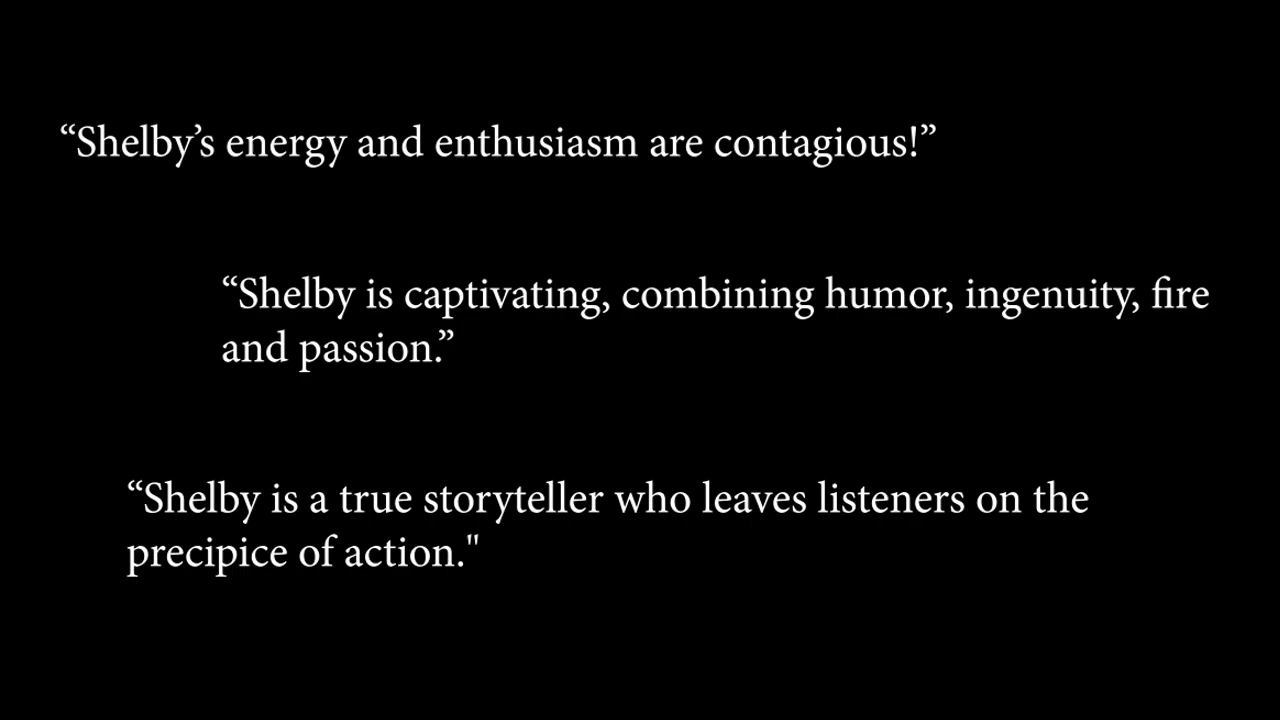 “Shelby’s energy and enthusiasm are contagious!”
“Shelby is captivating, combining humor, ingenuity, fire
and passion.”
“Shelby is a true storyteller who leaves listeners on the
precipice of action."